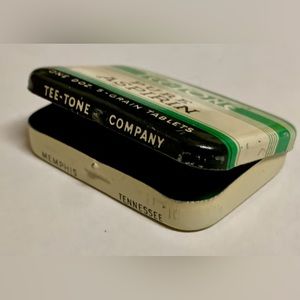 ASPIRIN
ONE DOZ. 5-GRAIN TABLETS
TEE-TONE COMPANY
MEMPHIS TENNESSEE